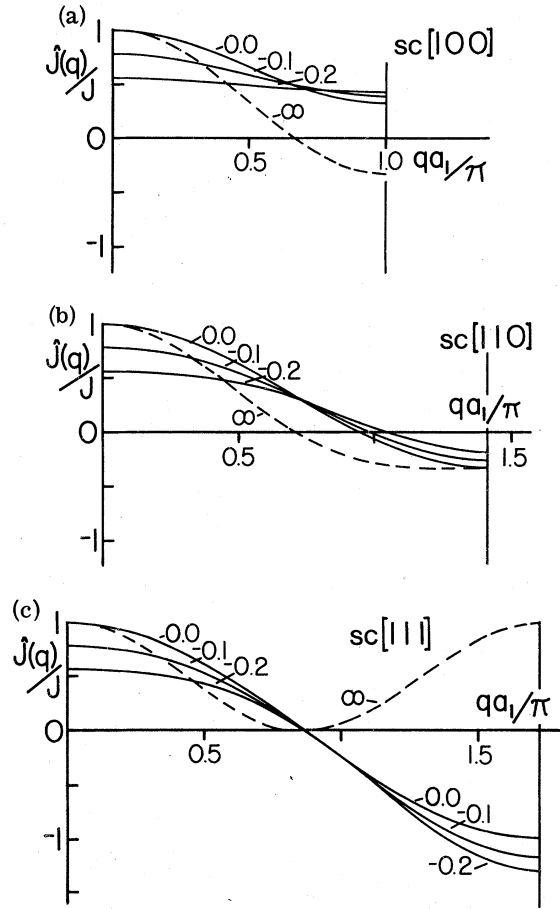 (a)
1
Ĵ(q)/J
0
-1
0.0
-0.1
-0.2
∞
sc[100]
0.5
1.0
qa₁/π
(b)
1
Ĵ(q)/J
0
-1
0.0
-0.1
-0.2
∞
sc[110]
0.5
qa₁/π
1.5
(c)
1
Ĵ(q)/J
0
-1
0.0
-0.1
-0.2
sc[111]
∞
qa₁/π
0.5
1.5
0.0
-0.1
-0.2